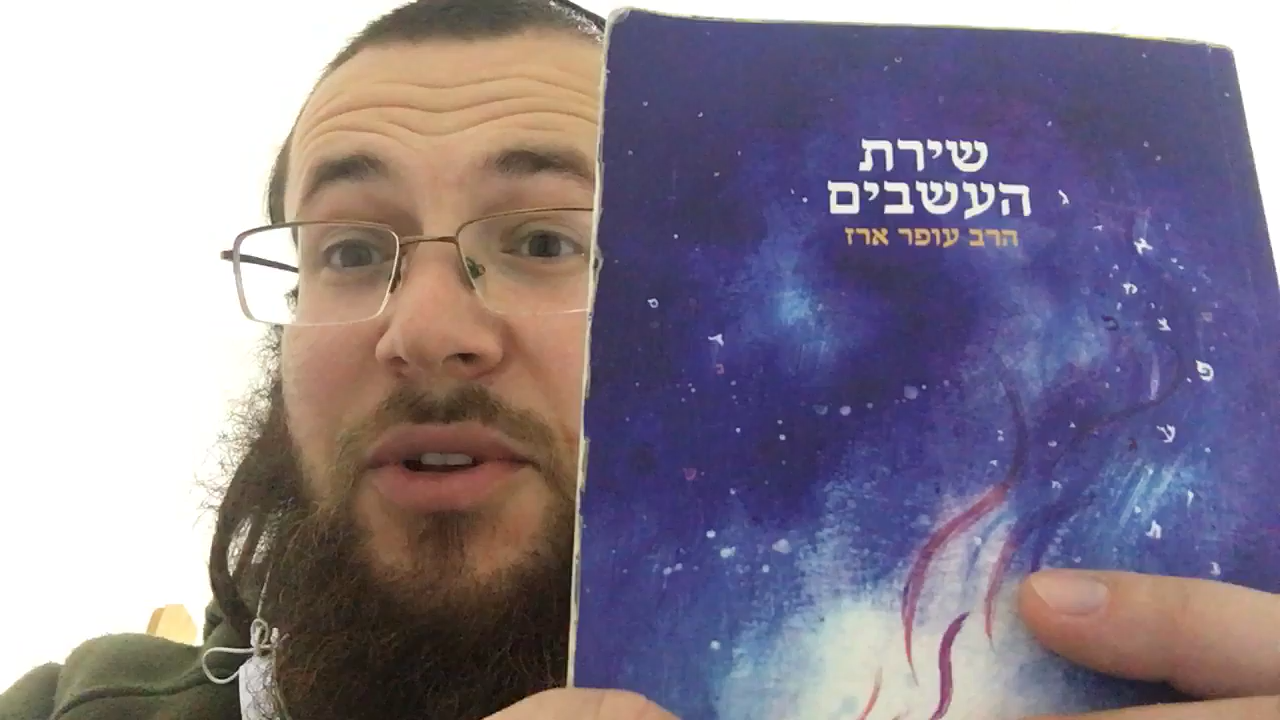 שירת
העשבים
הרב עופר ארז